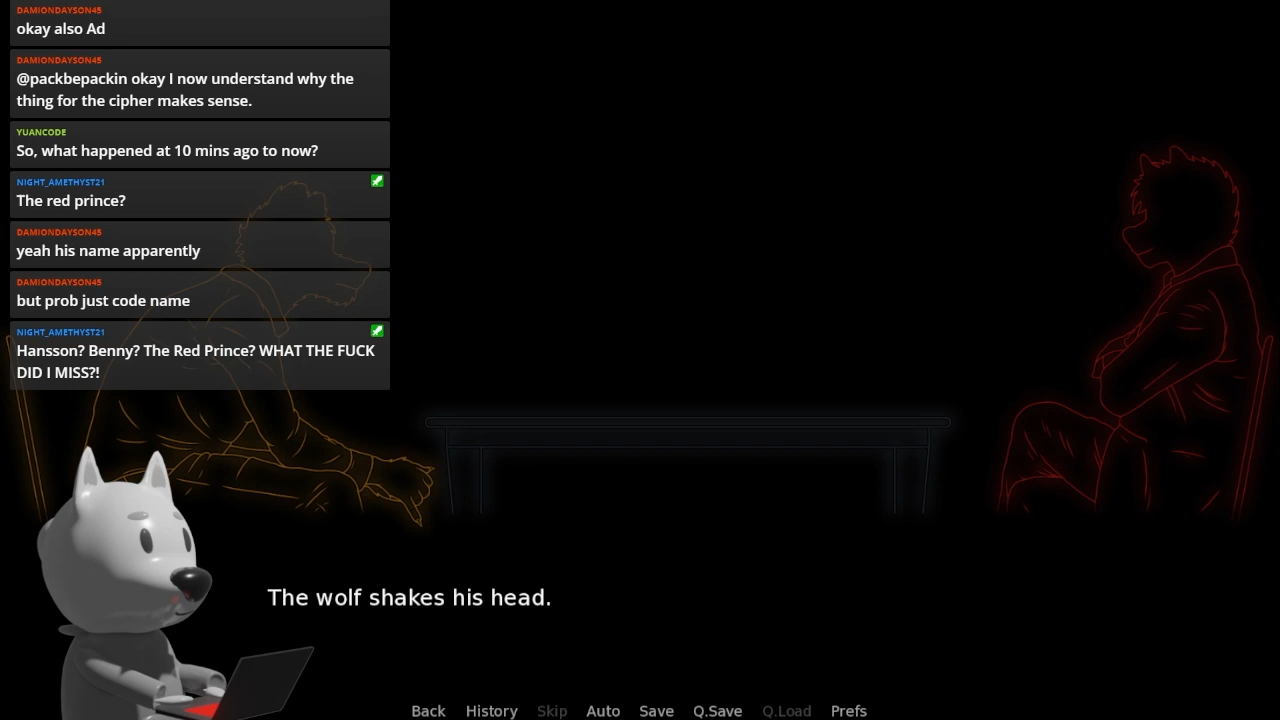 DAMIONDAYSON45
okay also Ad
DAMIONDAYSON45
@packbepackin okay I now understand why the
thing for the cipher makes sense.
YUANCODE
So, what happened at 10 mins ago to now?
NIGHT_AMETHYST21
The red prince?
DAMIONDAYSON45
yeah his name apparently
DAMIONDAYSON45
but prob just code name
NIGHT_AMETHYST21
Hansson? Benny? The Red Prince? WHAT THE FUCK
DID I MISS?!
The wolf shakes his head.
Back History Skip Auto Save Q.Save Q.Load Prefs